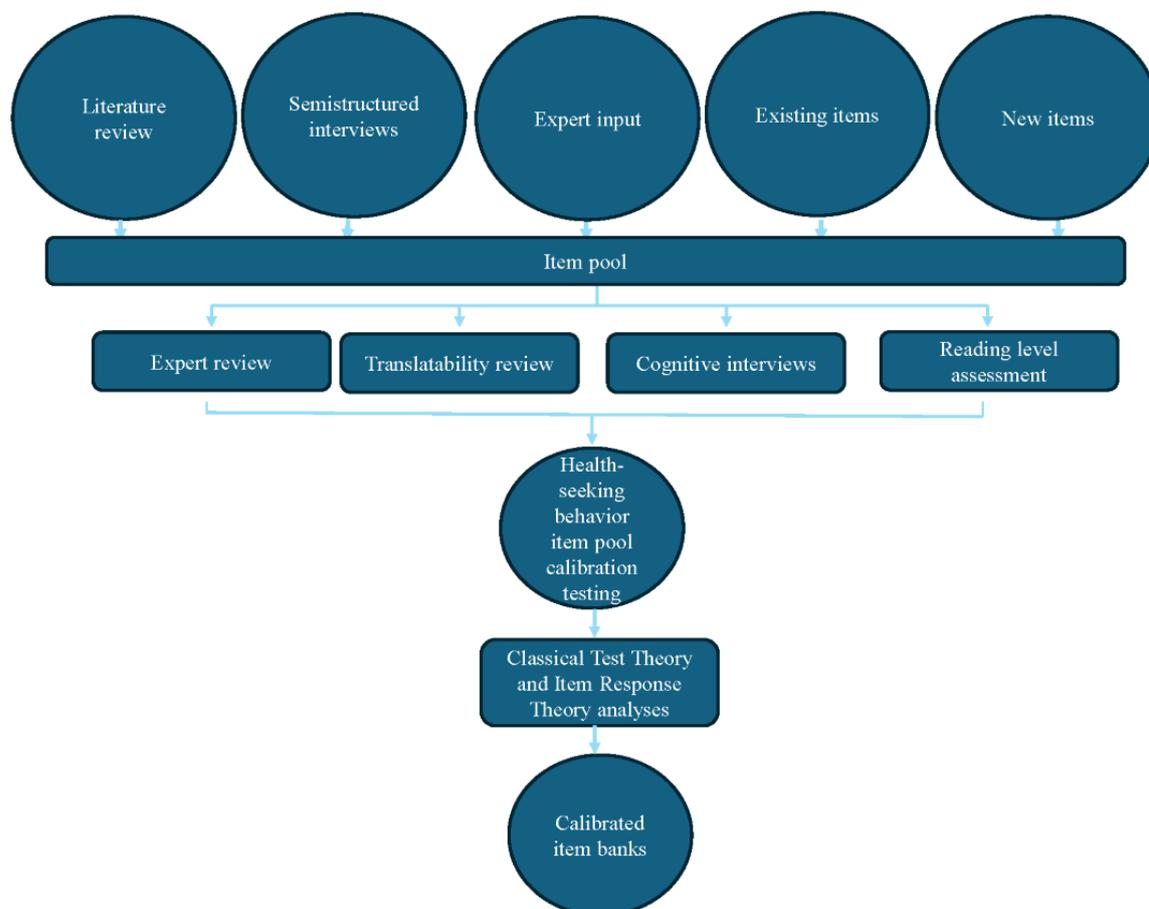 Literature
review
Semistructured
interviews
Expert input
Existing items
New items
Item pool
Expert review
Translatability review
Cognitive interviews
Reading level
assessment
Health-
seeking
behavior
item pool
calibration
testing
Classical Test Theory
and Item Response
Theory analyses
Calibrated
item banks